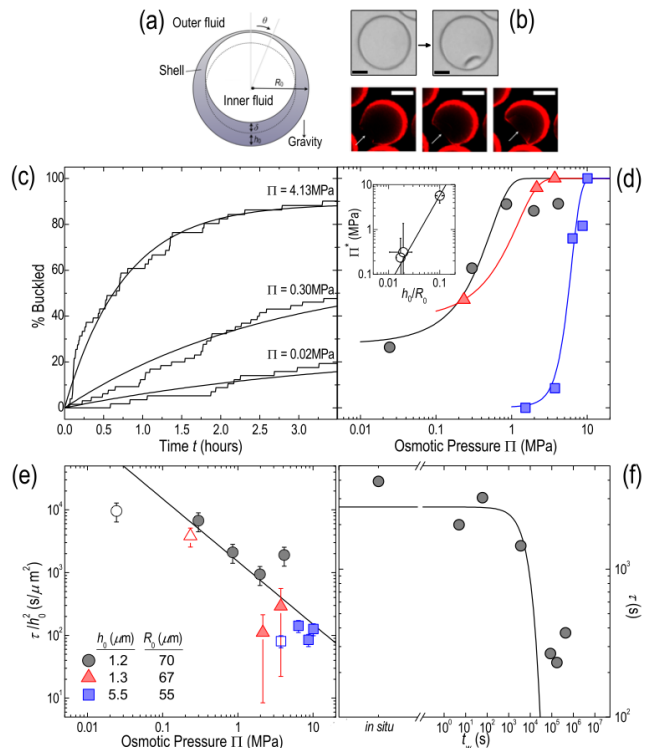 (a)
Outer fluid
θ
Shell
R₀
Inner fluid
δ
h₀
Gravity
(b)
(c)
100
80
60
40
20
0
% Buckled
Π = 4.13MPa
Π = 0.30MPa
Π = 0.02MPa
0.0 0.5 1.0 1.5 2.0 2.5 3.0
Time t (hours)
(d)
10
1
0.1
Π* (MPa)
0.01 0.1
h₀/R₀
0.01 0.1 1 10
Osmotic Pressure Π (MPa)
(e)
10⁴
10³
10²
10¹
τ/h₀² (s/μm²)
h₀ (μm) R₀ (μm)
1.2 70
1.3 67
5.5 55
0.01 0.1 1 10
Osmotic Pressure Π (MPa)
(f)
10³
10²
τ (s)
in situ 10⁰ 10¹ 10² 10³ 10⁴ 10⁵ 10⁶ 10⁷
t_w (s)